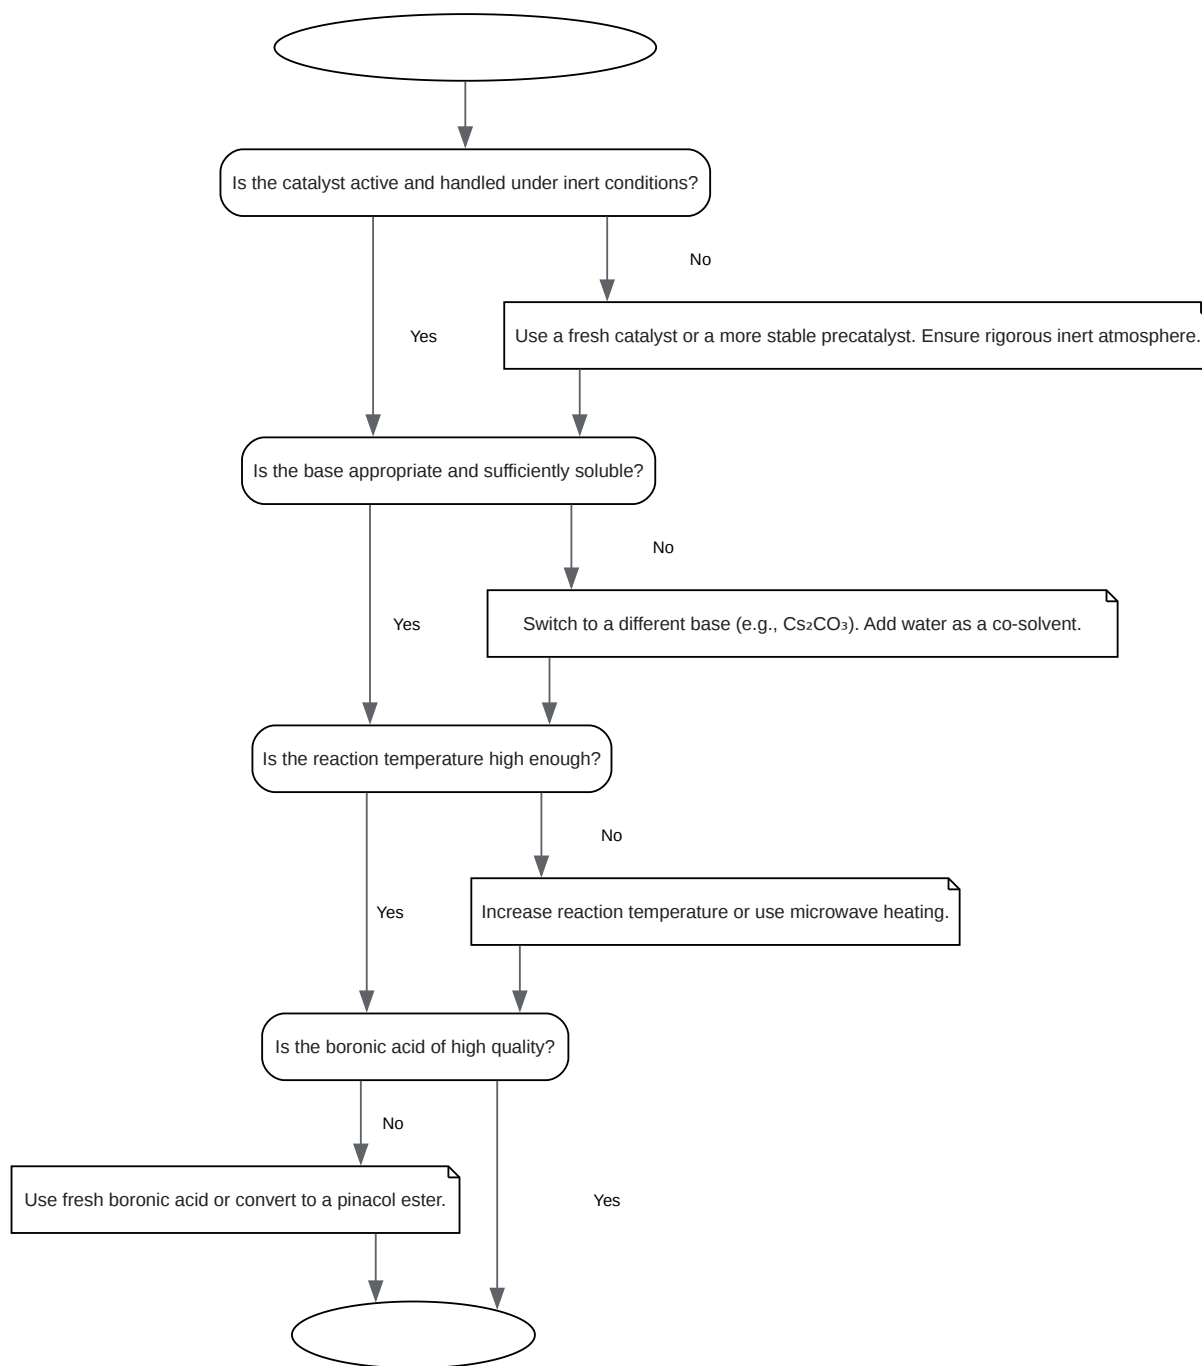 Is the catalyst active and handled under inert conditions?
No
Yes
Use a fresh catalyst or a more stable precatalyst. Ensure rigorous inert atmosphere.
Is the base appropriate and sufficiently soluble?
No
Yes
Switch to a different base (e.g., Cs₂CO₃). Add water as a co-solvent.
Is the reaction temperature high enough?
No
Yes
Increase reaction temperature or use microwave heating.
Is the boronic acid of high quality?
No
Use fresh boronic acid or convert to a pinacol ester.
Yes